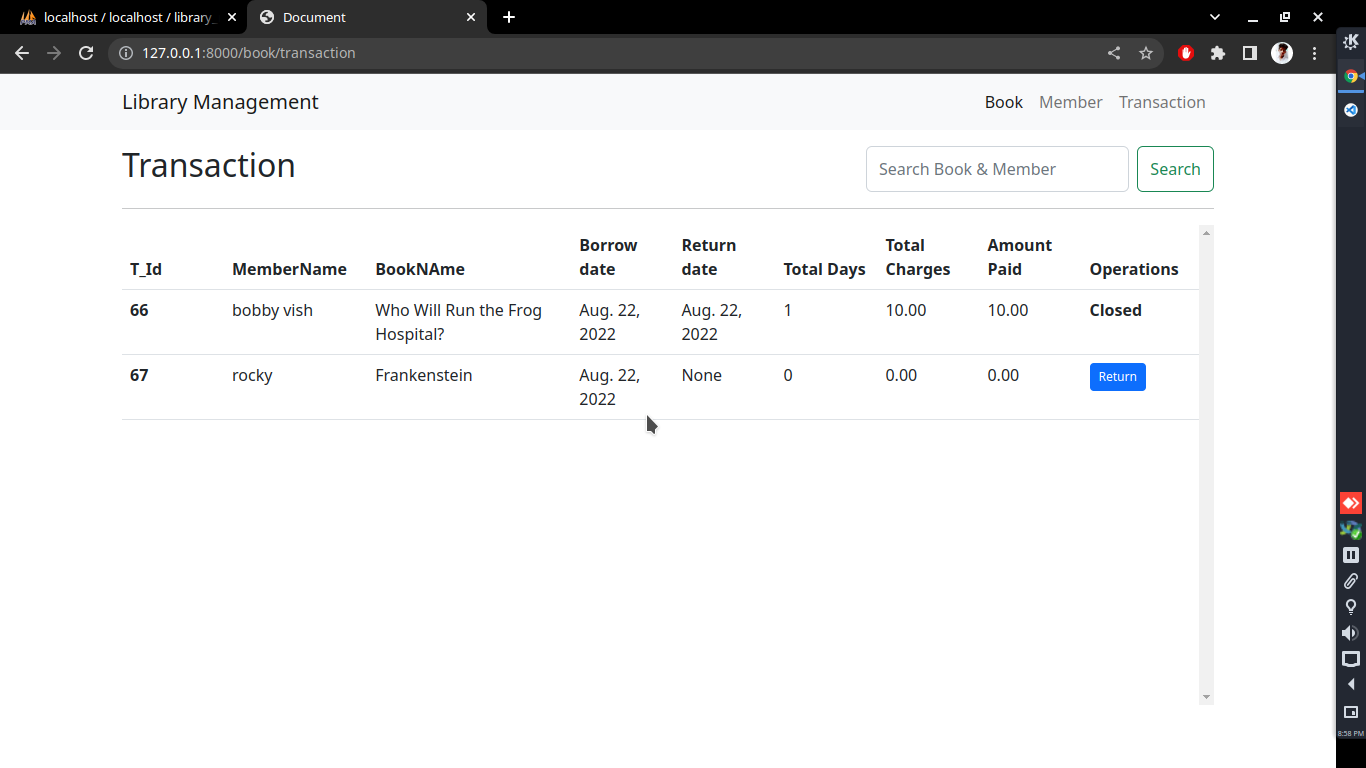 localhost / localhost / library_
Document
127.0.0.1:8000/book/transaction
Library Management
Book
Member
Transaction
Transaction
Search Book & Member
Search
T_Id
MemberName
BookNAme
Borrow
date
Return
date
Total Days
Total
Charges
Amount
Paid
Operations
66
bobby vish
Who Will Run the Frog
Hospital?
Aug. 22,
2022
Aug. 22,
2022
1
10.00
10.00
Closed
67
rocky
Frankenstein
Aug. 22,
2022
None
0
0.00
0.00
Return
8:58 PM